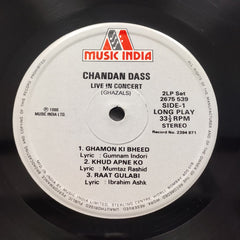 MUSIC INDIA
CHANDAN DASS
LIVE IN CONCERT
(GHAZALS)
℗ 1986
MUSIC INDIA LTD.
2LP Set
2675 539
SIDE-1
LONG PLAY
33⅓ RPM
STEREO
Record No. 2394 871
1 GHAMON KI BHEED
Lyric : Gumnam Indori
2 KHUD APNE KO
Lyric : Mumtaz Rashid
3 RAAT GULABI
Lyric : Ibrahim Ashk